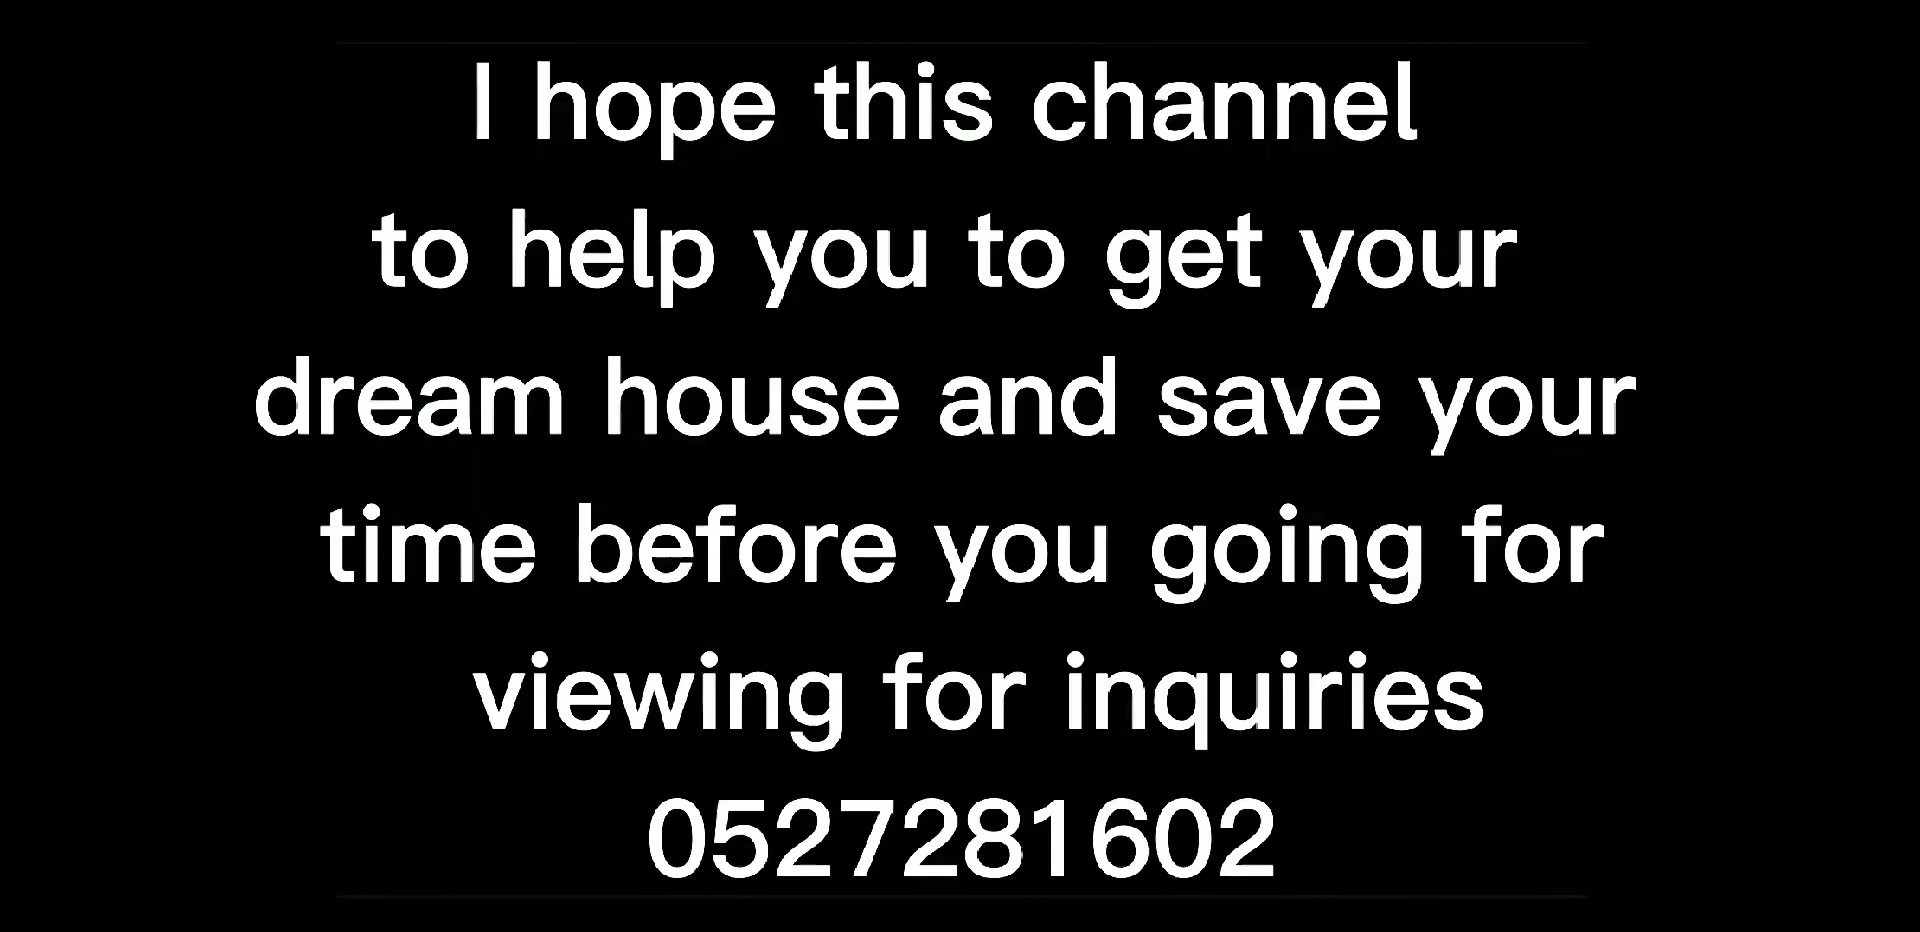 I hope this channel
to help you to get your
dream house and save your
time before you going for
viewing for inquiries
0527281602